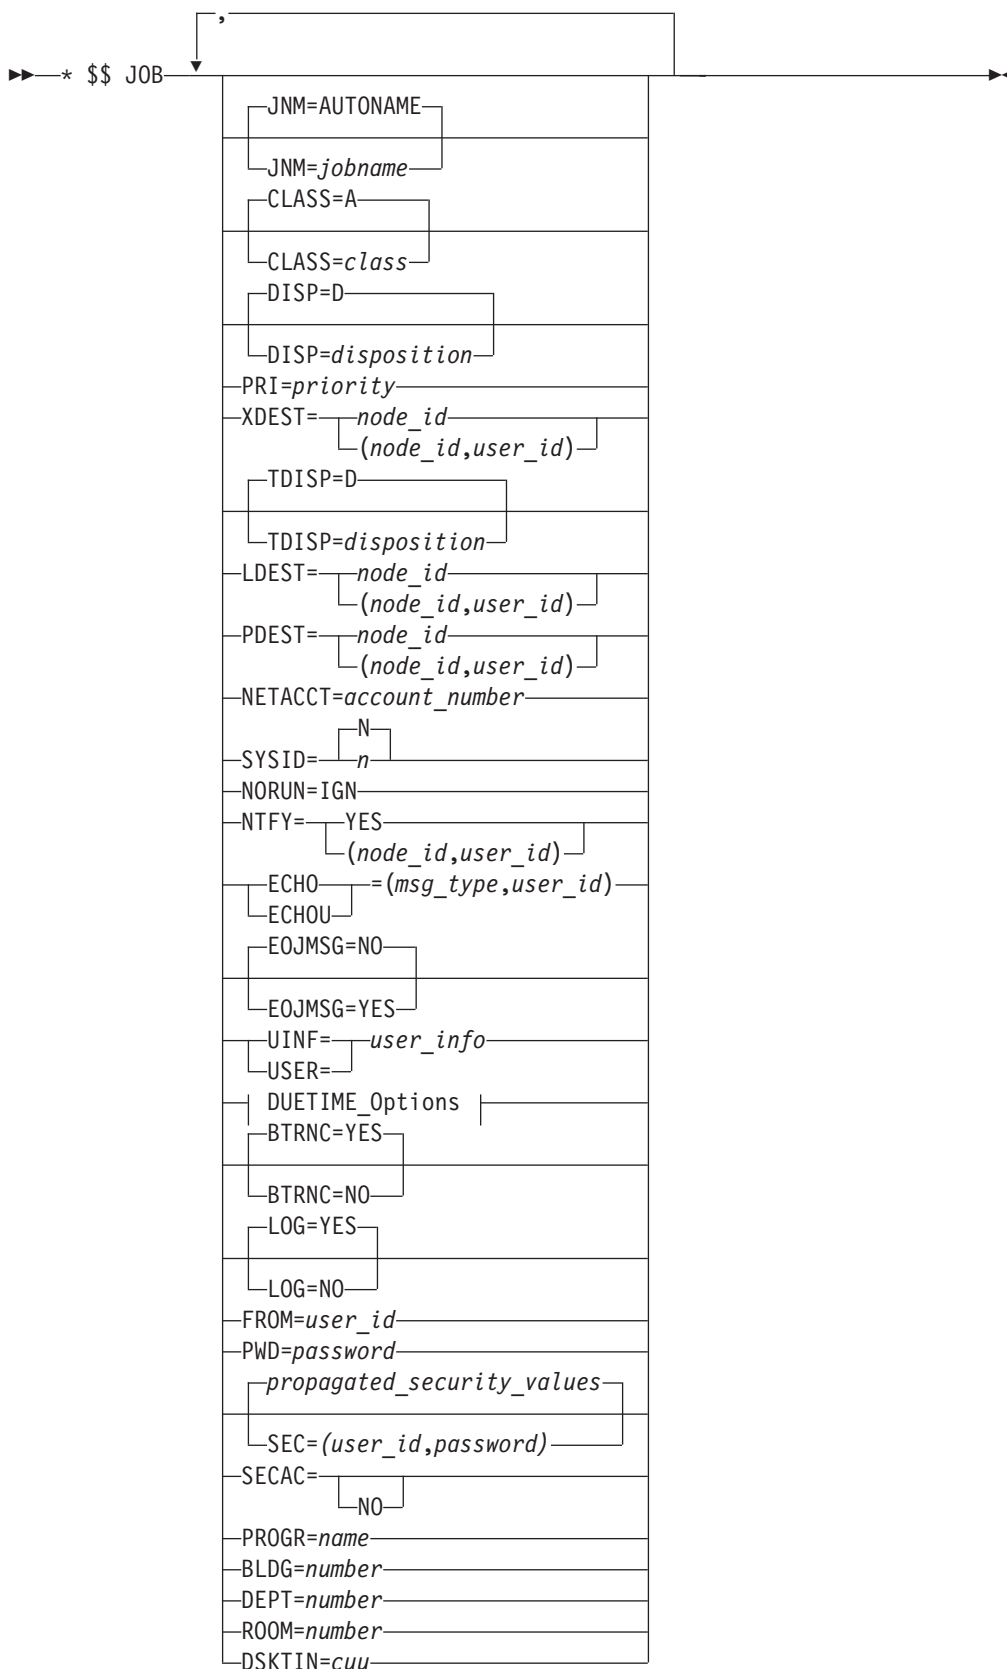 ,
* $$ JOB
JNM=AUTONAME
JNM=jobname
CLASS=A
CLASS=class
DISP=D
DISP=disposition
PRI=priority
XDEST= node_id
(node_id,user_id)
TDISP=D
TDISP=disposition
LDEST= node_id
(node_id,user_id)
PDEST= node_id
(node_id,user_id)
NETACCT=account_number
N
SYSID= n
NORUN=IGN
NTFY= YES
(node_id,user_id)
ECHO =(msg_type,user_id)
ECHOU
EOJMSG=NO
EOJMSG=YES
UINF= user_info
USER=
DUETIME_Options
BTRNC=YES
BTRNC=NO
LOG=YES
LOG=NO
FROM=user_id
PWD=password
propagated_security_values
SEC=(user_id,password)
SECAC=
NO
PROGR=name
BLDG=number
DEPT=number
ROOM=number
DSKTIN=cuu